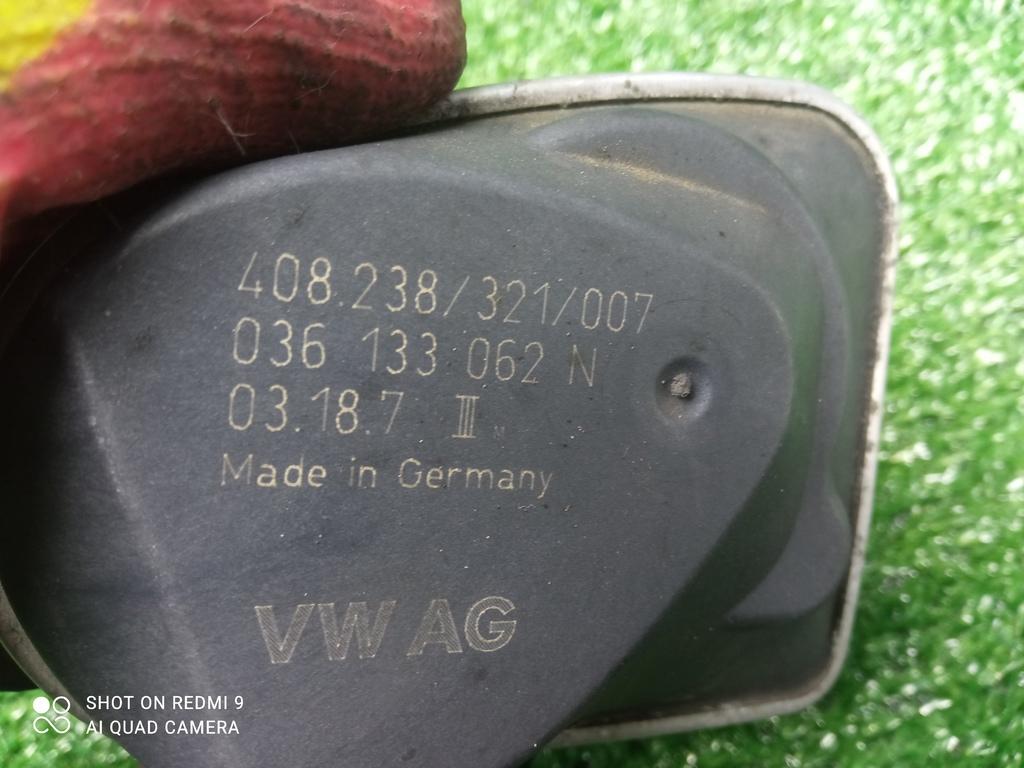 408.238/321/007
036 133 062 N
03.18.7 III
Made in Germany
VW AG
SHOT ON REDMI 9
AI QUAD CAMERA